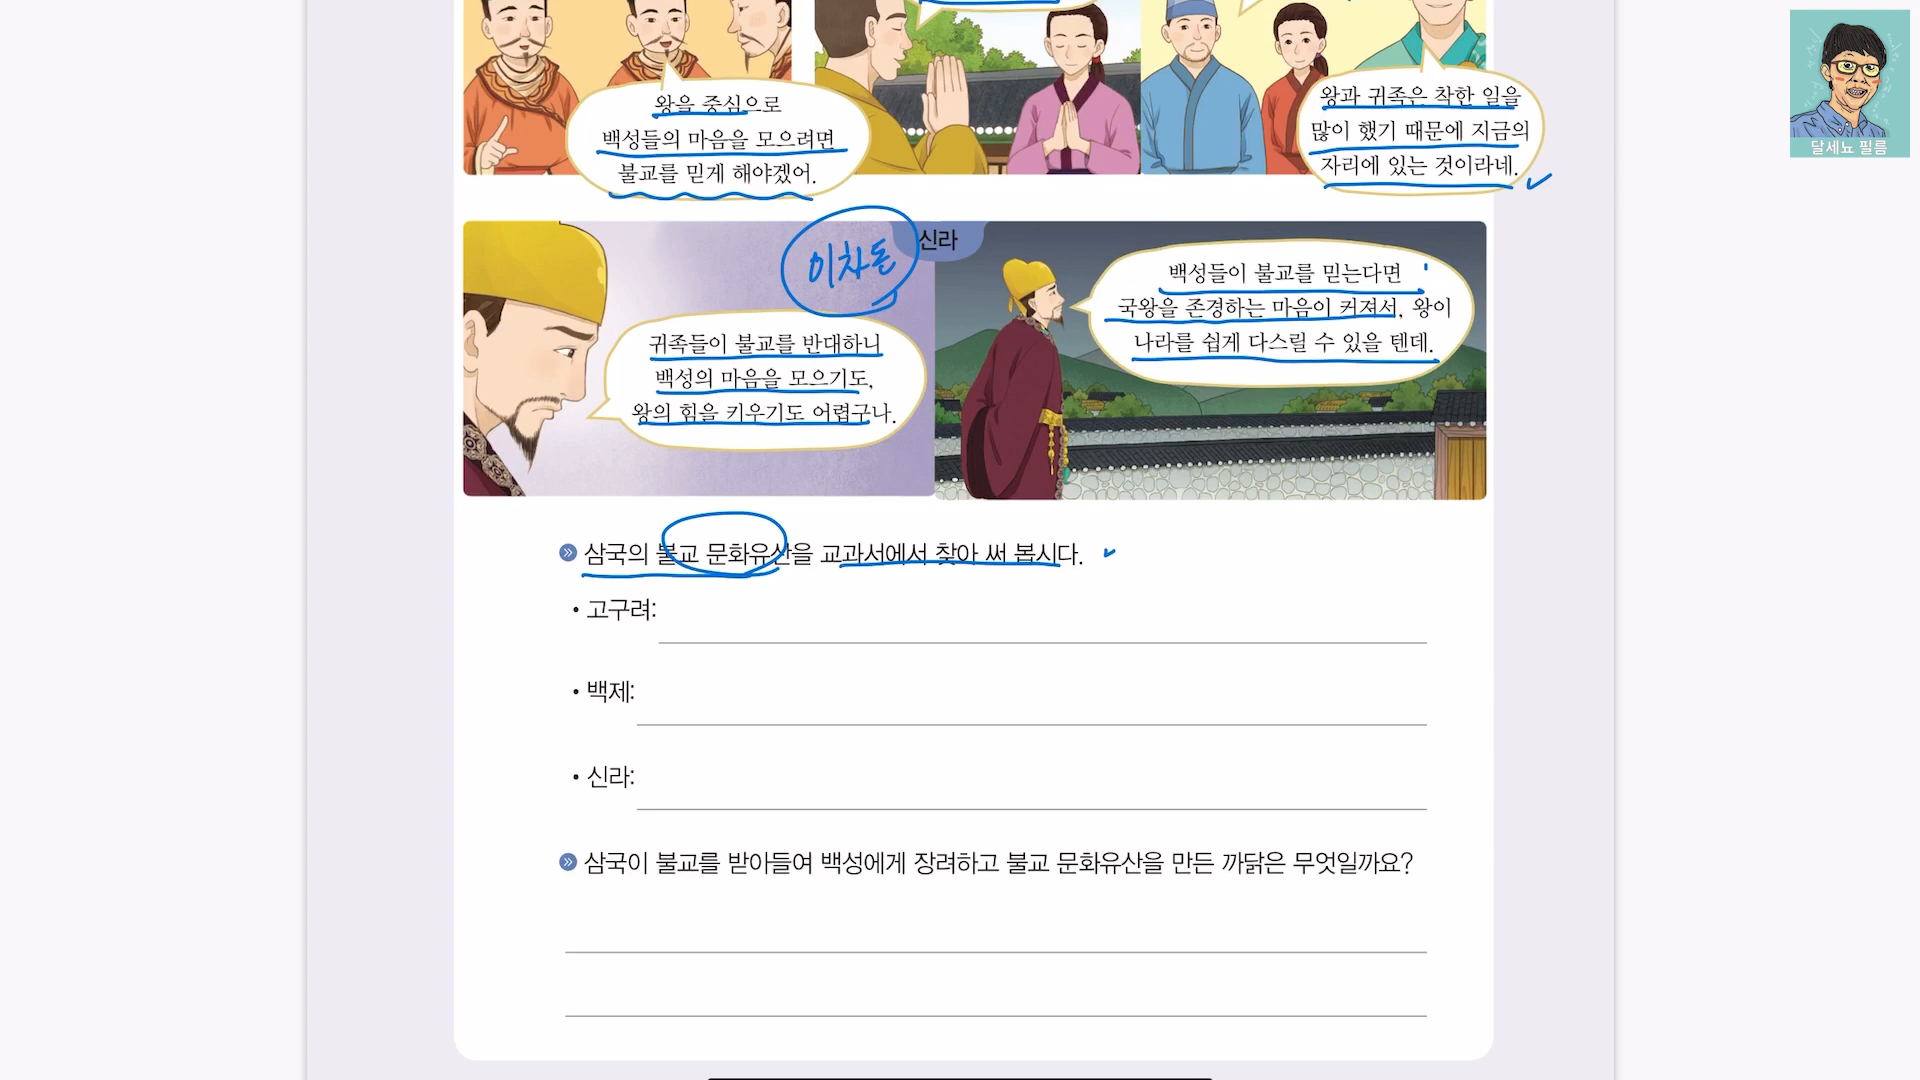 달세뇨 필름
왕을 중심으로
백성들의 마음을 모으려면
불교를 믿게 해야겠어.
왕과 귀족은 착한 일을
많이 했기 때문에 지금의
자리에 있는 것이라네.
이차돈
신라
귀족들이 불교를 반대하니
백성의 마음을 모으기도,
왕의 힘을 키우기도 어렵구나.
백성들이 불교를 믿는다면
국왕을 존경하는 마음이 커져서, 왕이
나라를 쉽게 다스릴 수 있을 텐데.
삼국의 불교 문화유산을 교과서에서 찾아 써 봅시다.
• 고구려:
• 백제:
• 신라:
삼국이 불교를 받아들여 백성에게 장려하고 불교 문화유산을 만든 까닭은 무엇일까요?